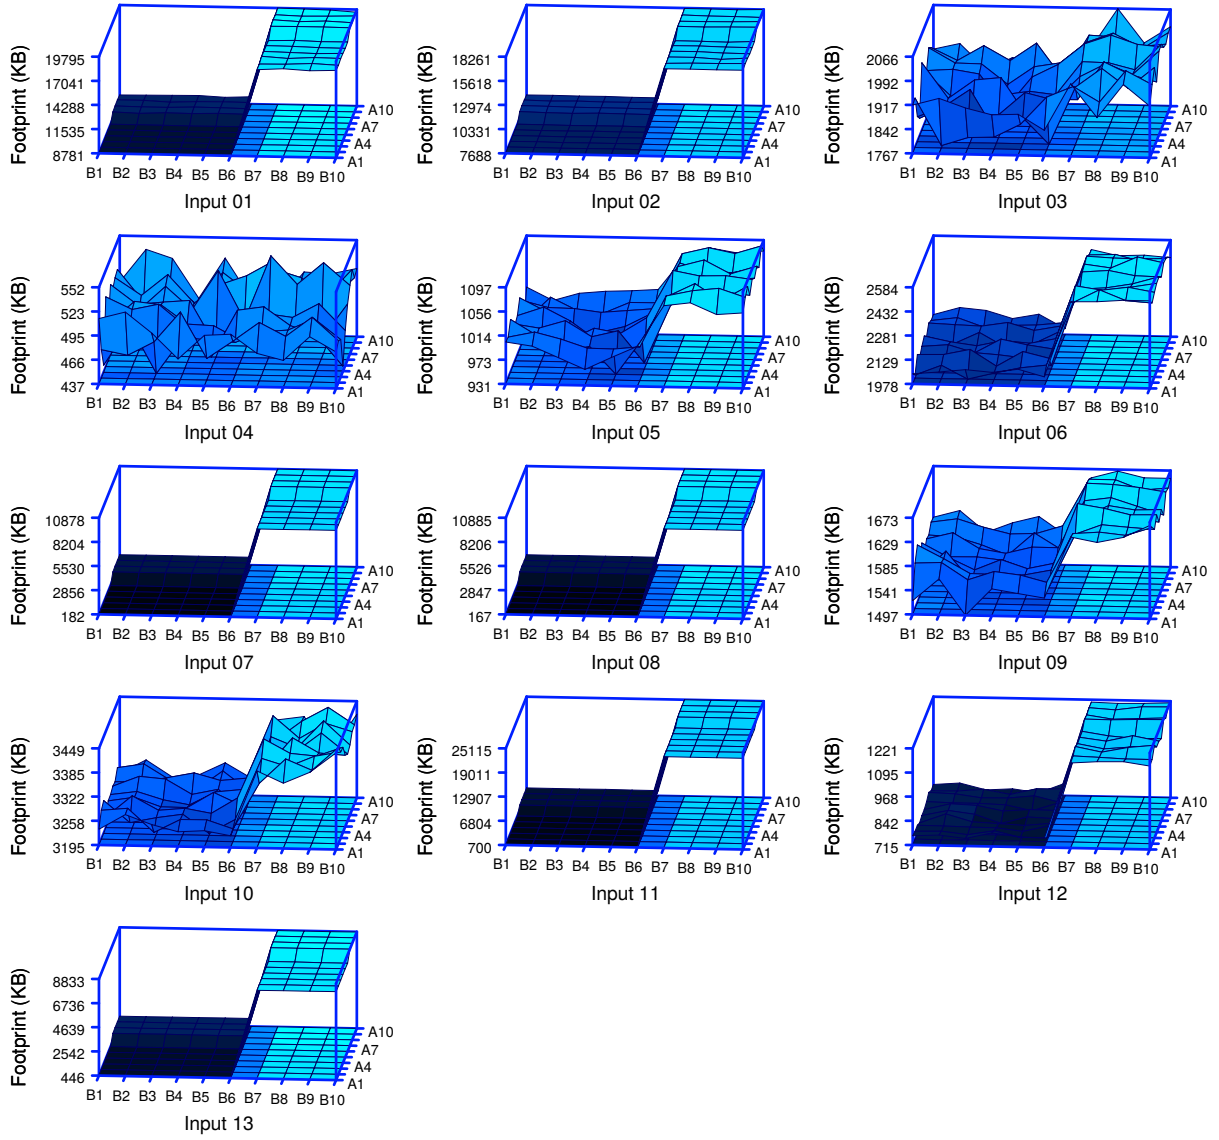 Footprint (KB)
19795
17041
14288
11535
8781
B1 B2 B3 B4 B5 B6 B7 B8 B9 B10
A10
A7
A4
A1
Input 01
Footprint (KB)
18261
15618
12974
10331
7688
B1 B2 B3 B4 B5 B6 B7 B8 B9 B10
A10
A7
A4
A1
Input 02
Footprint (KB)
2066
1992
1917
1842
1767
B1 B2 B3 B4 B5 B6 B7 B8 B9 B10
A10
A7
A4
A1
Input 03
Footprint (KB)
552
523
495
466
437
B1 B2 B3 B4 B5 B6 B7 B8 B9 B10
A10
A7
A4
A1
Input 04
Footprint (KB)
1097
1056
1014
973
931
B1 B2 B3 B4 B5 B6 B7 B8 B9 B10
A10
A7
A4
A1
Input 05
Footprint (KB)
2584
2432
2281
2129
1978
B1 B2 B3 B4 B5 B6 B7 B8 B9 B10
A10
A7
A4
A1
Input 06
Footprint (KB)
10878
8204
5530
2856
182
B1 B2 B3 B4 B5 B6 B7 B8 B9 B10
A10
A7
A4
A1
Input 07
Footprint (KB)
10885
8206
5526
2847
167
B1 B2 B3 B4 B5 B6 B7 B8 B9 B10
A10
A7
A4
A1
Input 08
Footprint (KB)
1673
1629
1585
1541
1497
B1 B2 B3 B4 B5 B6 B7 B8 B9 B10
A10
A7
A4
A1
Input 09
Footprint (KB)
3449
3385
3322
3258
3195
B1 B2 B3 B4 B5 B6 B7 B8 B9 B10
A10
A7
A4
A1
Input 10
Footprint (KB)
25115
19011
12907
6804
700
B1 B2 B3 B4 B5 B6 B7 B8 B9 B10
A10
A7
A4
A1
Input 11
Footprint (KB)
1221
1095
968
842
715
B1 B2 B3 B4 B5 B6 B7 B8 B9 B10
A10
A7
A4
A1
Input 12
Footprint (KB)
8833
6736
4639
2542
446
B1 B2 B3 B4 B5 B6 B7 B8 B9 B10
A10
A7
A4
A1
Input 13